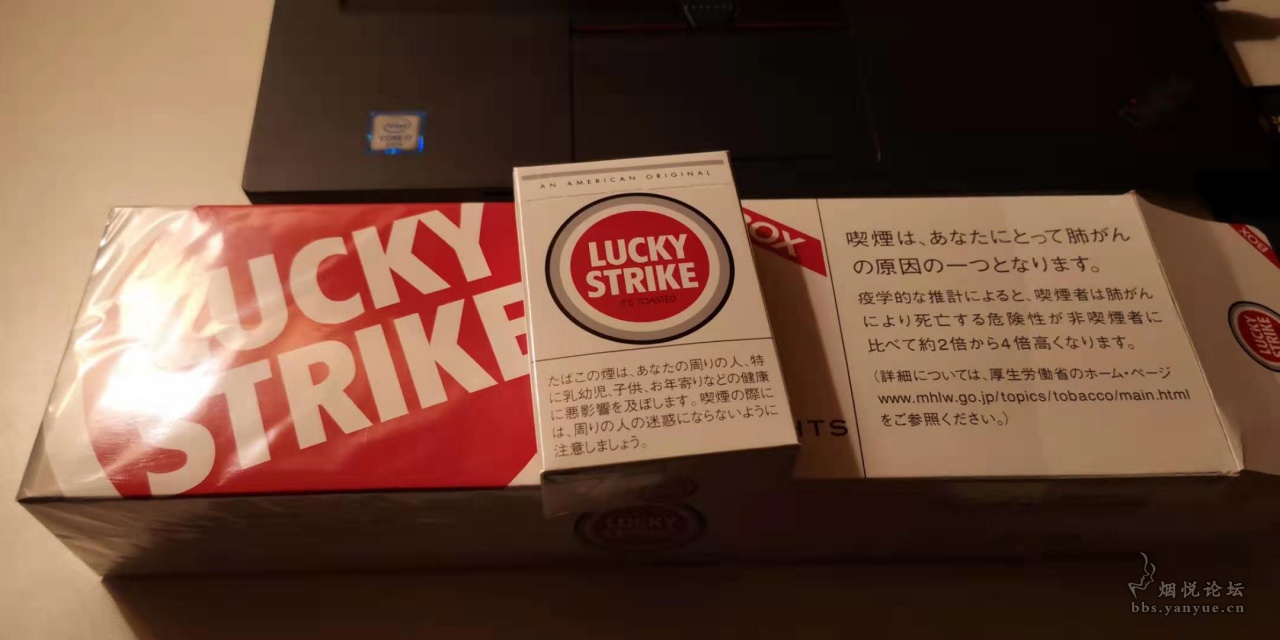 intel
CORE i7
LUCKY
STRIKE
AN AMERICAN ORIGINAL
LUCKY
STRIKE
IT'S TOASTED
たばこの煙は、あなたの周りの人、特
に乳幼児、子供、お年寄りなどの健康
に悪影響を及ぼします。喫煙の際に
は、周りの人の迷惑にならないように
注意しましょう。
BOX
HTS
喫煙は、あなたにとって肺がん
の原因の一つとなります。
疫学的な推計によると、喫煙者は肺がん
により死亡する危険性が非喫煙者に
比べて約2倍から4倍高くなります。
(詳細については、厚生労働省のホーム・ページ
www.mhlw.go.jp/topics/tobacco/main.html
をご参照ください。)
BOX
LUCKY
STRIKE
LUCKY
STRIKE
烟悦论坛
bbs.yanyue.cn